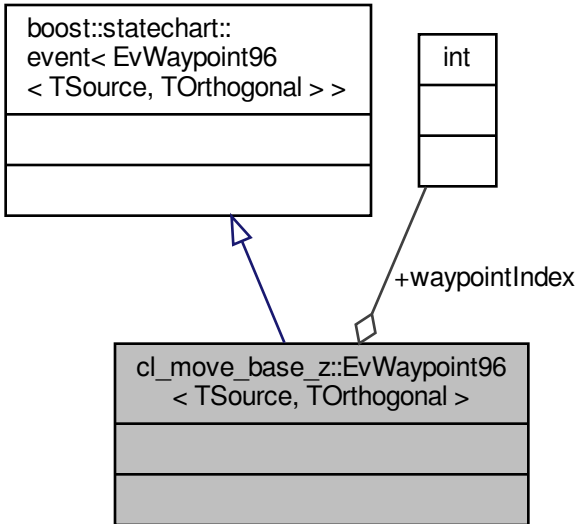 boost::statechart::
event< EvWaypoint96
< TSource, TOrthogonal > >
int
+waypointIndex
cl_move_base_z::EvWaypoint96
< TSource, TOrthogonal >